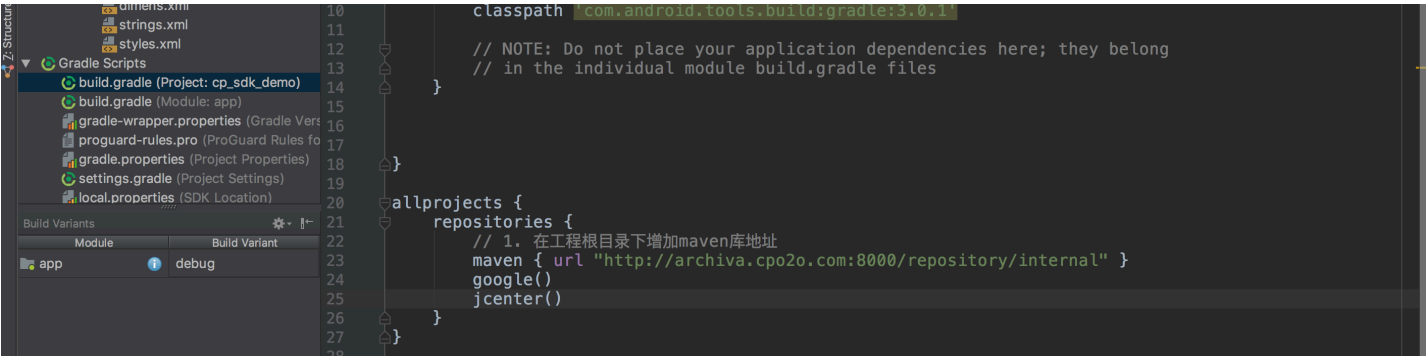 Z: Structure
dimens.xml
strings.xml
styles.xml
Gradle Scripts
build.gradle (Project: cp_sdk_demo)
build.gradle (Module: app)
gradle-wrapper.properties (Gradle Vers
proguard-rules.pro (ProGuard Rules fo
gradle.properties (Project Properties)
settings.gradle (Project Settings)
local.properties (SDK Location)
Build Variants
Module Build Variant
app debug
10 classpath 'com.android.tools.build:gradle:3.0.1'
11
12 // NOTE: Do not place your application dependencies here; they belong
13 // in the individual module build.gradle files
14 }
15
16
17
18 }
19
20 allprojects {
21 repositories {
22 // 1. 在工程根目录下增加maven库地址
23 maven { url "http://archiva.cpo2o.com:8000/repository/internal" }
24 google()
25 jcenter()
26 }
27 }
28